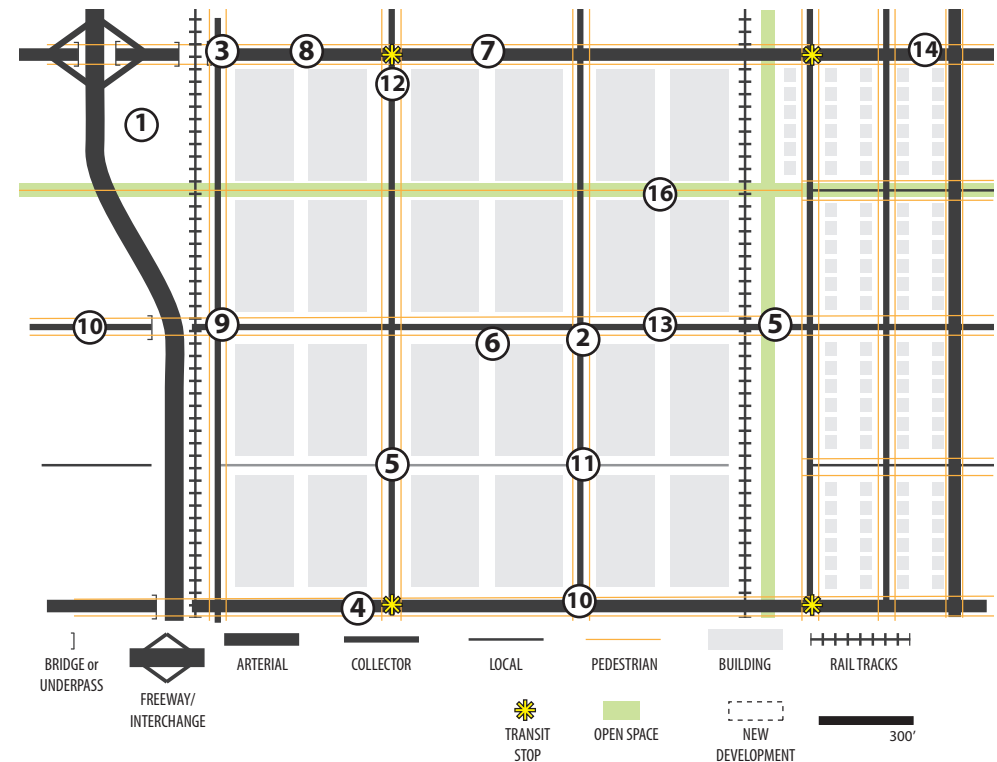 3
8
7
14
12
1
16
10
9
6
2
13
5
5
11
4
10
]
BRIDGE or
UNDERPASS
FREEWAY/
INTERCHANGE
ARTERIAL
COLLECTOR
LOCAL
PEDESTRIAN
BUILDING
RAIL TRACKS
TRANSIT
STOP
OPEN SPACE
NEW
DEVELOPMENT
300’